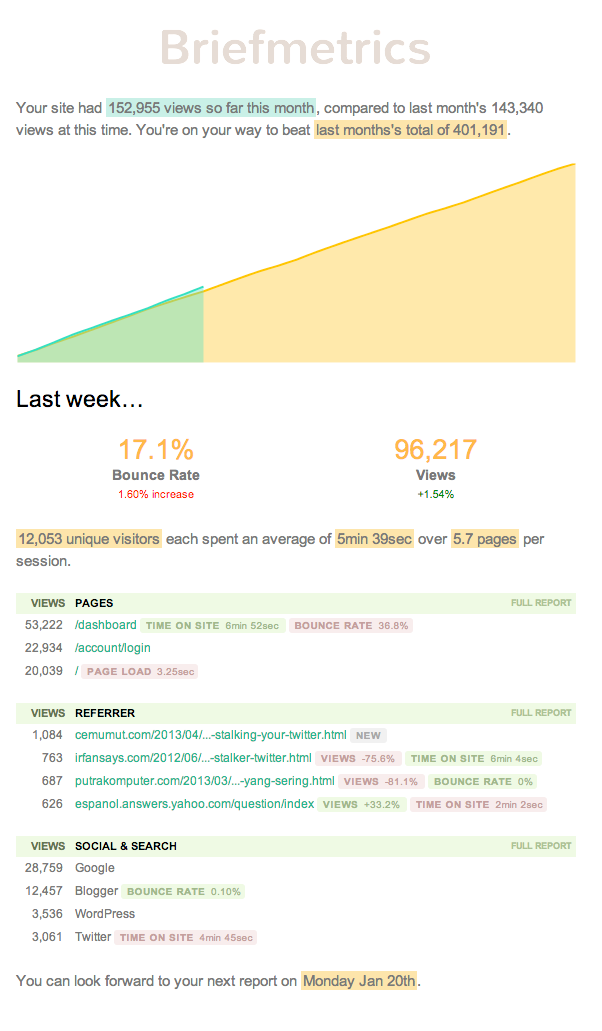 Briefmetrics
Your site had 152,955 views so far this month, compared to last month's 143,340
views at this time. You're on your way to beat last months's total of 401,191.
Last week…
17.1% 96,217
Bounce Rate Views
1.60% increase +1.54%
12,053 unique visitors each spent an average of 5min 39sec over 5.7 pages per
session.
VIEWS PAGES FULL REPORT
53,222 /dashboard TIME ON SITE 6min 52sec BOUNCE RATE 36.8%
22,934 /account/login
20,039 / PAGE LOAD 3.25sec
VIEWS REFERRER FULL REPORT
1,084 cemumut.com/2013/04/...-stalking-your-twitter.html NEW
763 irfansays.com/2012/06/...-stalker-twitter.html VIEWS -75.6% TIME ON SITE 6min 4sec
687 putrakomputer.com/2013/03/...-yang-sering.html VIEWS -81.1% BOUNCE RATE 0%
626 espanol.answers.yahoo.com/question/index VIEWS +33.2% TIME ON SITE 2min 2sec
VIEWS SOCIAL & SEARCH FULL REPORT
28,759 Google
12,457 Blogger BOUNCE RATE 0.10%
3,536 WordPress
3,061 Twitter TIME ON SITE 4min 45sec
You can look forward to your next report on Monday Jan 20th.